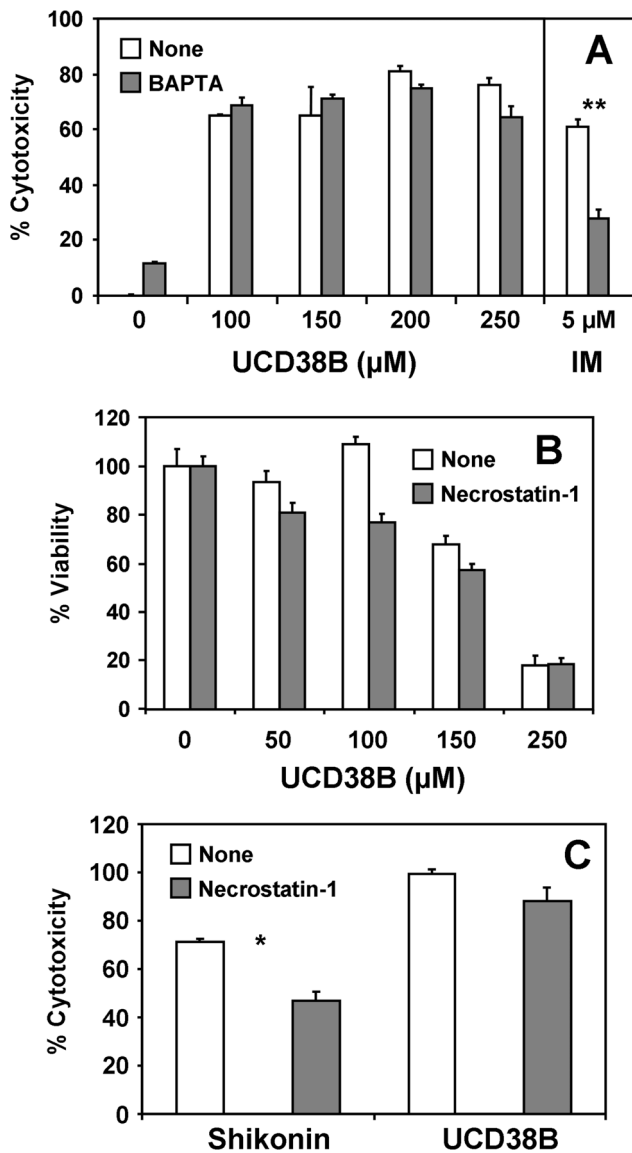 A
None
BAPTA
**
% Cytotoxicity
100
80
60
40
20
0
0 100 150 200 250 5 µM
UCD38B (µM) IM
B
None
Necrostatin-1
% Viability
120
100
80
60
40
20
0
0 50 100 150 250
UCD38B (µM)
C
None
Necrostatin-1
*
% Cytotoxicity
120
100
80
60
40
20
0
Shikonin UCD38B